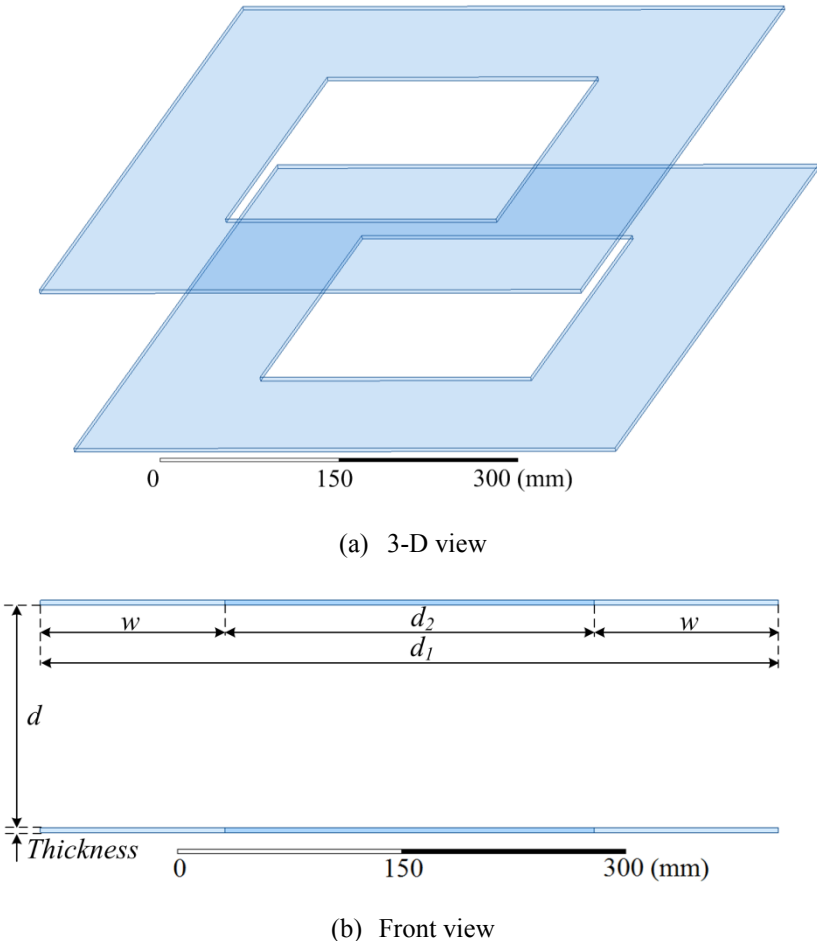 0 150 300 (mm)
(a) 3-D view
w d₂ w
d₁
d
Thickness
0 150 300 (mm)
(b) Front view